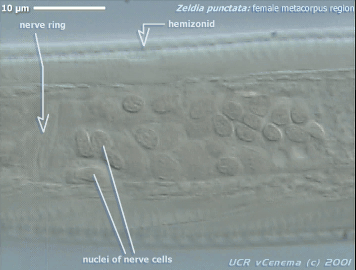 10 µm
Zeldia punctata: female metacorpus region
nerve ring
hemizonid
nuclei of nerve cells
UCR vCenema (c) 2001